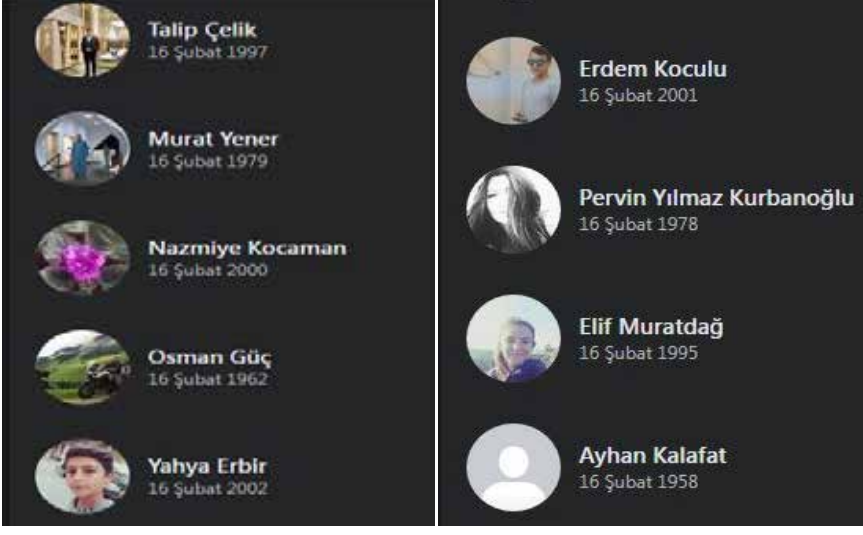 Talip Çelik
16 Şubat 1997
Murat Yener
16 Şubat 1979
Nazmiye Kocaman
16 Şubat 2000
Osman Güç
16 Şubat 1962
Yahya Erbir
16 Şubat 2002
Erdem Koculu
16 Şubat 2001
Pervin Yılmaz Kurbanoğlu
16 Şubat 1978
Elif Muratdağ
16 Şubat 1995
Ayhan Kalafat
16 Şubat 1958